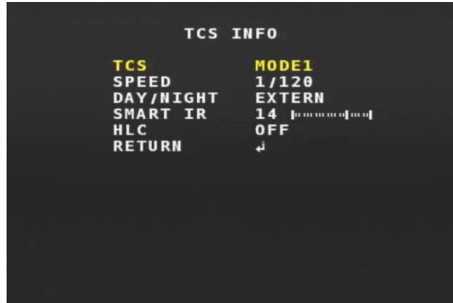 TCS INFO
TCS MODE1
SPEED 1/120
DAY/NIGHT EXTERN
SMART IR 14
HLC OFF
RETURN ↲